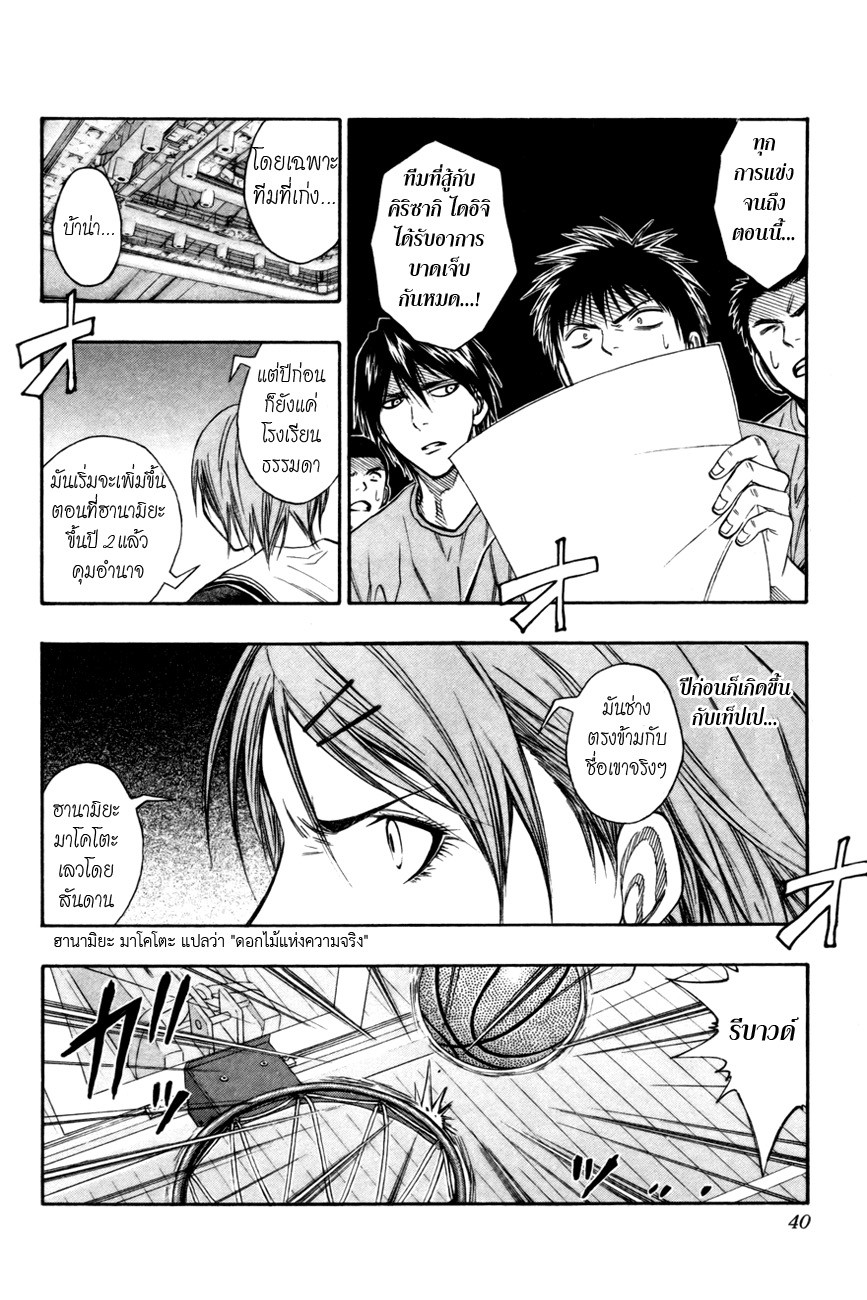 ทุก
การแข่ง
จนถึง
ตอนนี้...
ทีมที่สู้กับ
คิริซากิ ไดอิจิ
ได้รับอาการ
บาดเจ็บ
กันหมด...!
โดยเฉพาะ
ทีมที่เก่ง...
บ้าน่า...
オ
オ
แต่ปีก่อน
ก็ยังแค่
โรงเรียน
ธรรมดา
มันเริ่มจะเพิ่มขึ้น
ตอนที่ฮานามิยะ
ขึ้นปี 2 แล้ว
คุมอำนาจ
ปีก่อนก็เกิดขึ้น
กับเท็ปเป...
มันช่าง
ตรงข้ามกับ
ชื่อเขาจริงๆ
ฮานามิยะ
มาโคโตะ
เลวโดย
สันดาน
オ
ฮานามิยะ มาโคโตะ แปลว่า "ดอกไม้แห่งความจริง"
รีบาวด์
ガッ
40